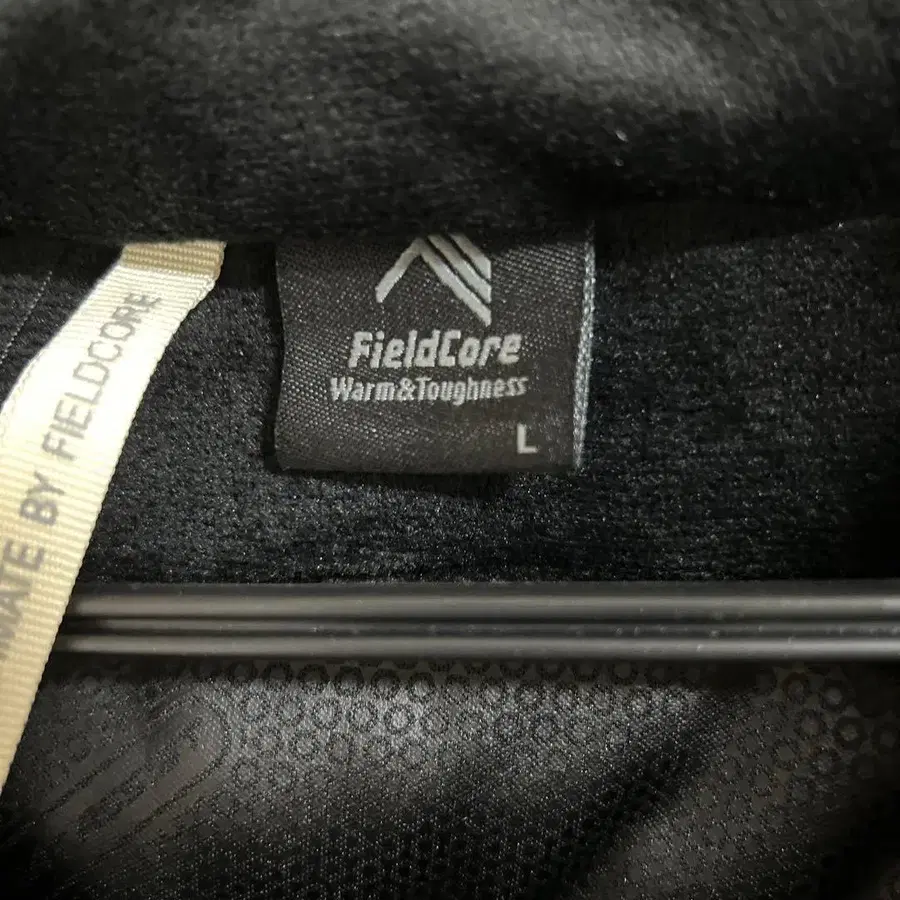 FieldCore
Warm&Toughness
L
MATE BY FIELDCORE